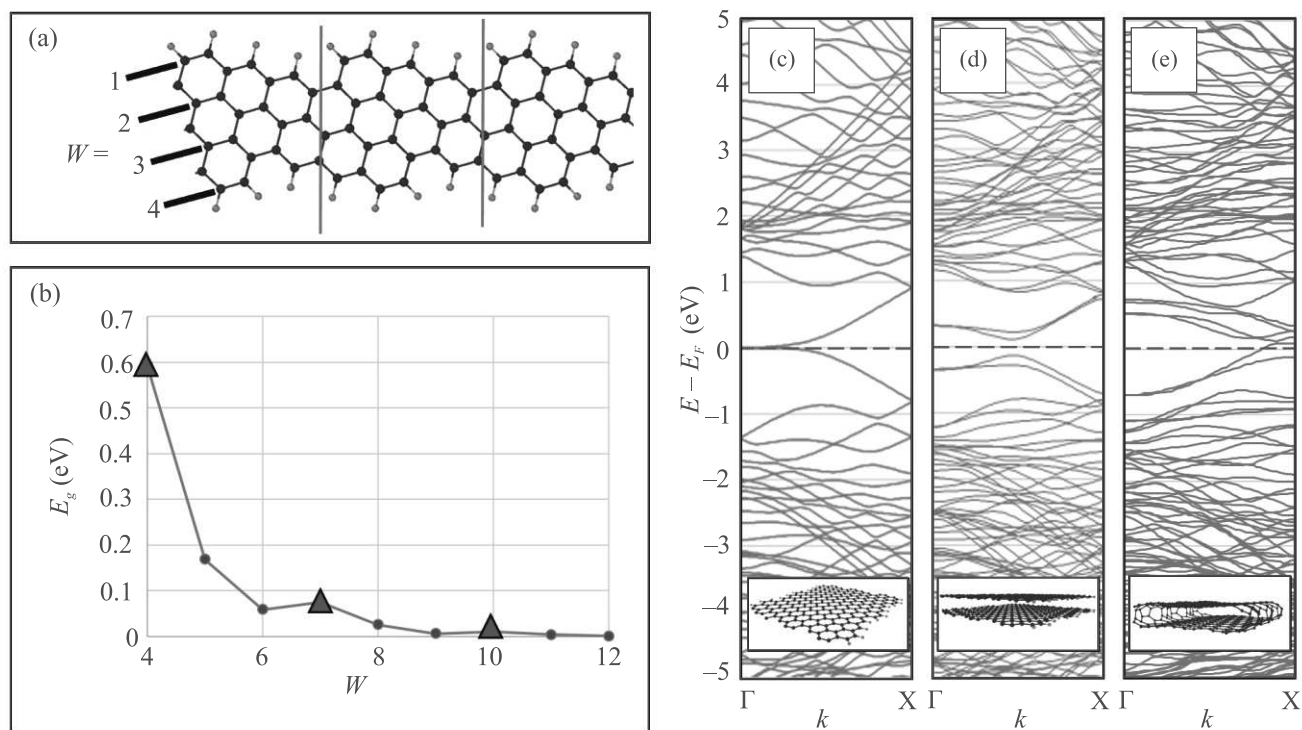 (a)
1
2
W = 3
4
(b)
0.7
0.6
0.5
0.4
0.3
0.2
0.1
0
E_g (eV)
4 6 8 10 12
W
(c) (d) (e)
5
4
3
2
1
0
–1
–2
–3
–4
–5
E – E_F (eV)
Γ X Γ X Γ X
k k k